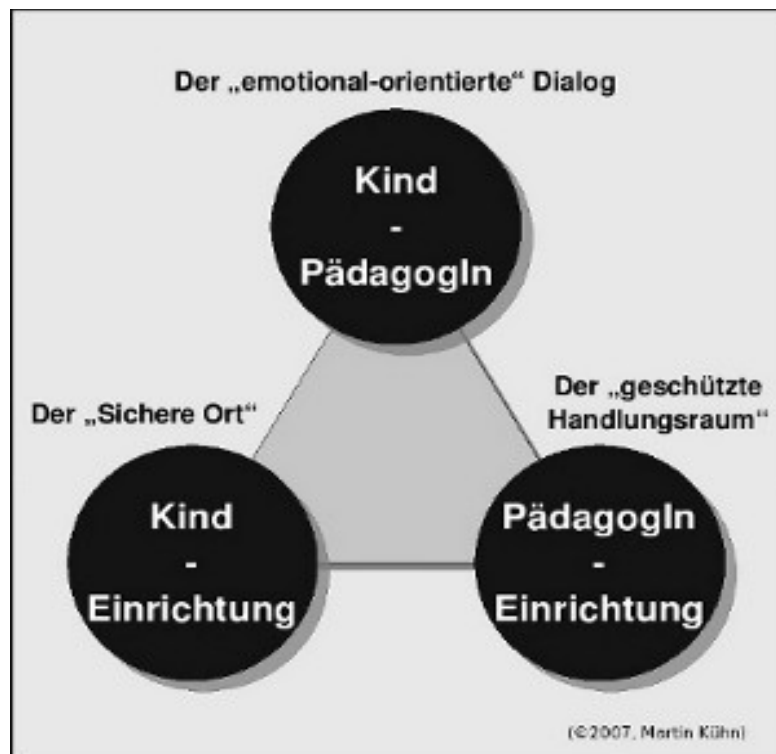 Der „emotional-orientierte“ Dialog
Kind
-
PädagogIn
Der „Sichere Ort“
Kind
-
Einrichtung
Der „geschützte
Handlungsraum“
PädagogIn
-
Einrichtung
(©2007, Martin Kühn)